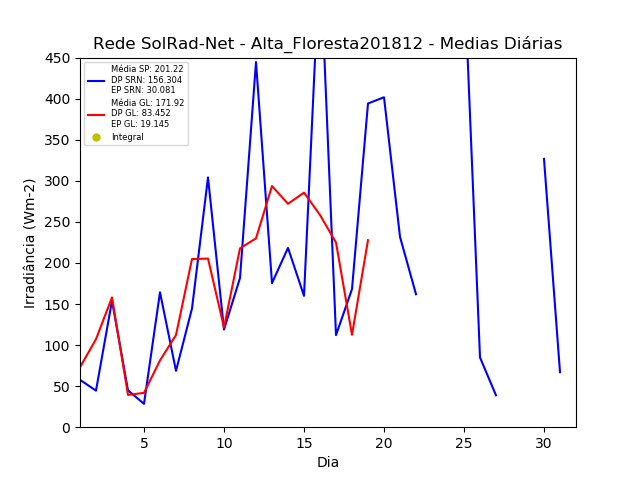 Rede SolRad-Net - Alta_Floresta201812 - Medias Diárias
Média SP: 201.22
DP SRN: 156.304
EP SRN: 30.081
Média GL: 171.92
DP GL: 83.452
EP GL: 19.145
Integral
450
400
350
300
250
200
150
100
50
0
Irradiância (Wm-2)
5
10
15
20
25
30
Dia